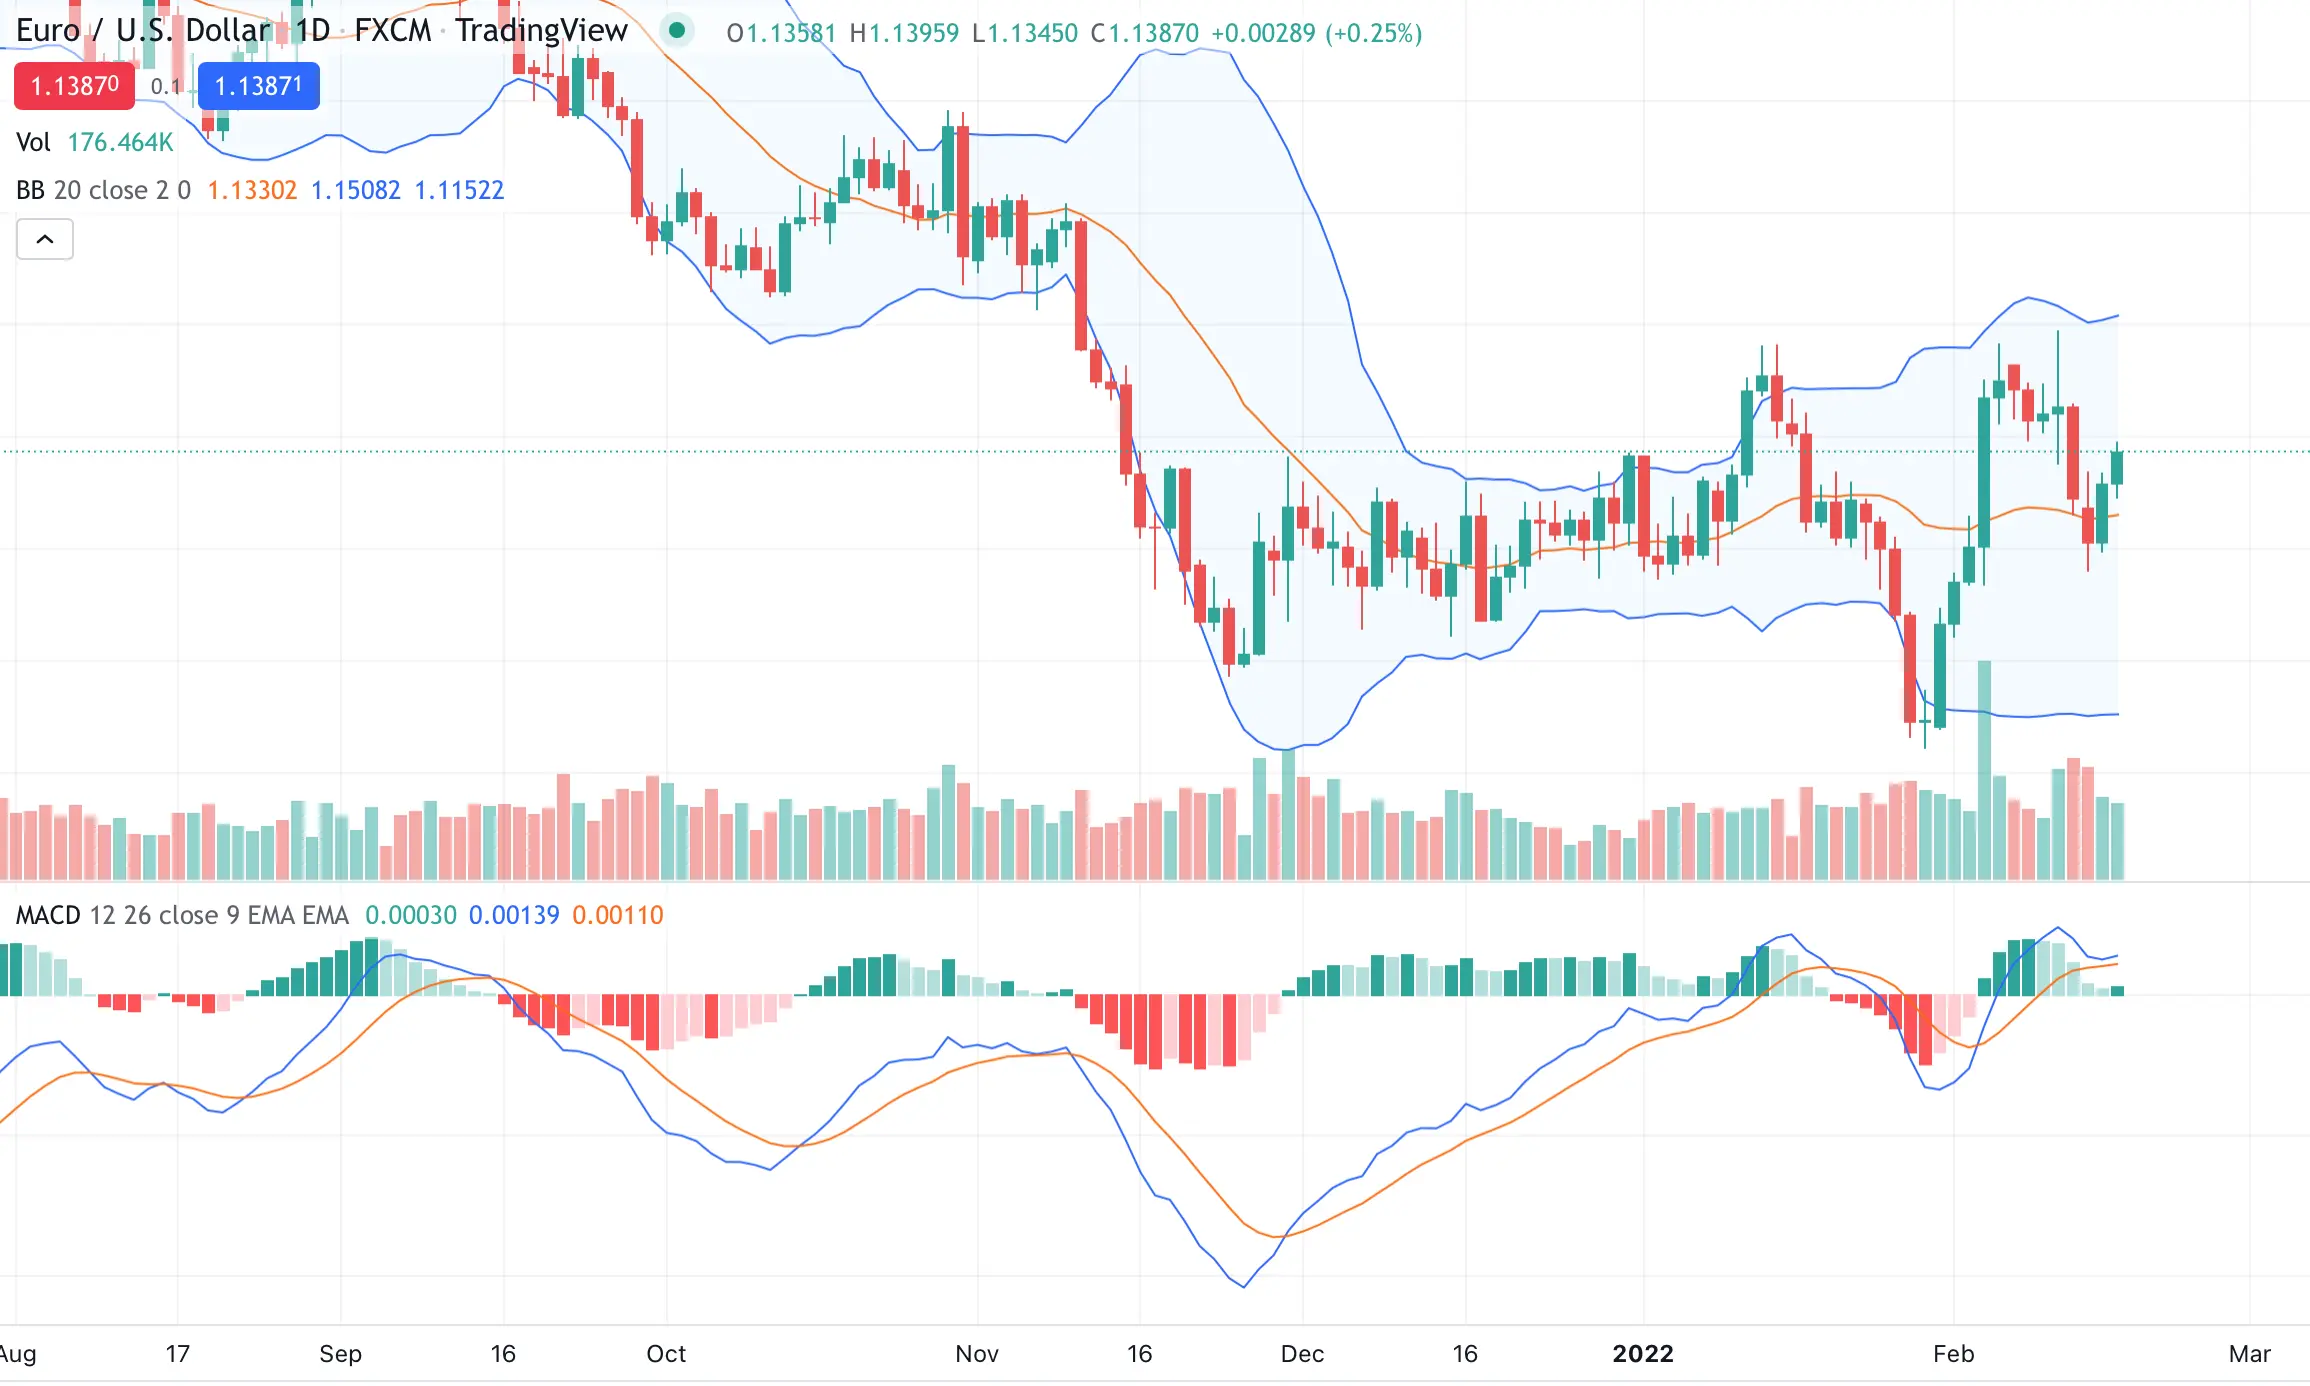 Euro / U.S. Dollar · 1D · FXCM · TradingView O1.13581 H1.13959 L1.13450 C1.13870 +0.00289 (+0.25%)
1.13870 0.1 1.13871
Vol 176.464K
BB 20 close 2 0 1.13302 1.15082 1.11522
MACD 12 26 close 9 EMA EMA 0.00030 0.00139 0.00110
Aug 17 Sep 16 Oct Nov 16 Dec 16 2022 Feb Mar